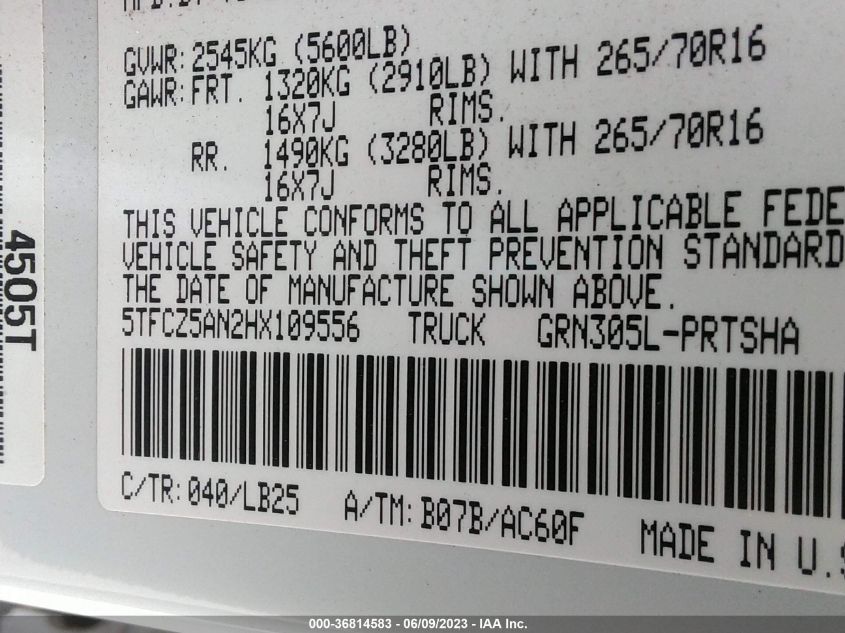 MFD.BY
GVWR: 2545KG (5600LB)
GAWR: FRT. 1320KG (2910LB) WITH 265/70R16
16X7J RIMS.
RR. 1490KG (3280LB) WITH 265/70R16
16X7J RIMS.
THIS VEHICLE CONFORMS TO ALL APPLICABLE FEDE
VEHICLE SAFETY AND THEFT PREVENTION STANDARD
THE DATE OF MANUFACTURE SHOWN ABOVE.
5TFCZ5AN2HX109556 TRUCK GRN305L-PRTSHA
C/TR: 040/LB25 A/TM: B07B/AC60F MADE IN U.S
4505T
000-36814583 - 06/09/2023 - IAA Inc.